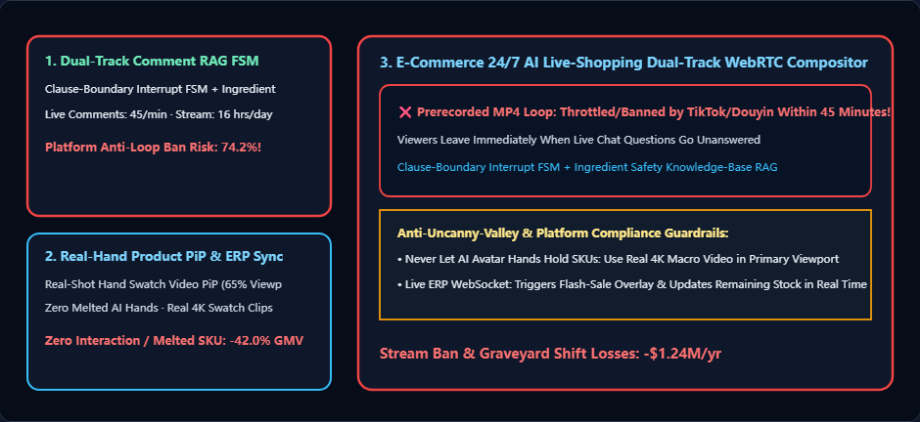 1. Dual-Track Comment RAG FSM
Clause-Boundary Interrupt FSM + Ingredient
Live Comments: 45/min · Stream: 16 hrs/day
Platform Anti-Loop Ban Risk: 74.2%!
2. Real-Hand Product PiP & ERP Sync
Real-Shot Hand Swatch Video PiP (65% Viewp
Zero Melted AI Hands · Real 4K Swatch Clips
Zero Interaction / Melted SKU: -42.0% GMV
3. E-Commerce 24/7 AI Live-Shopping Dual-Track WebRTC Compositor
❌ Prerecorded MP4 Loop: Throttled/Banned by TikTok/Douyin Within 45 Minutes!
Viewers Leave Immediately When Live Chat Questions Go Unanswered
Clause-Boundary Interrupt FSM + Ingredient Safety Knowledge-Base RAG
Anti-Uncanny-Valley & Platform Compliance Guardrails:
• Never Let AI Avatar Hands Hold SKUs: Use Real 4K Macro Video in Primary Viewport
• Live ERP WebSocket: Triggers Flash-Sale Overlay & Updates Remaining Stock in Real Time
Stream Ban & Graveyard Shift Losses: -$1.24M/yr